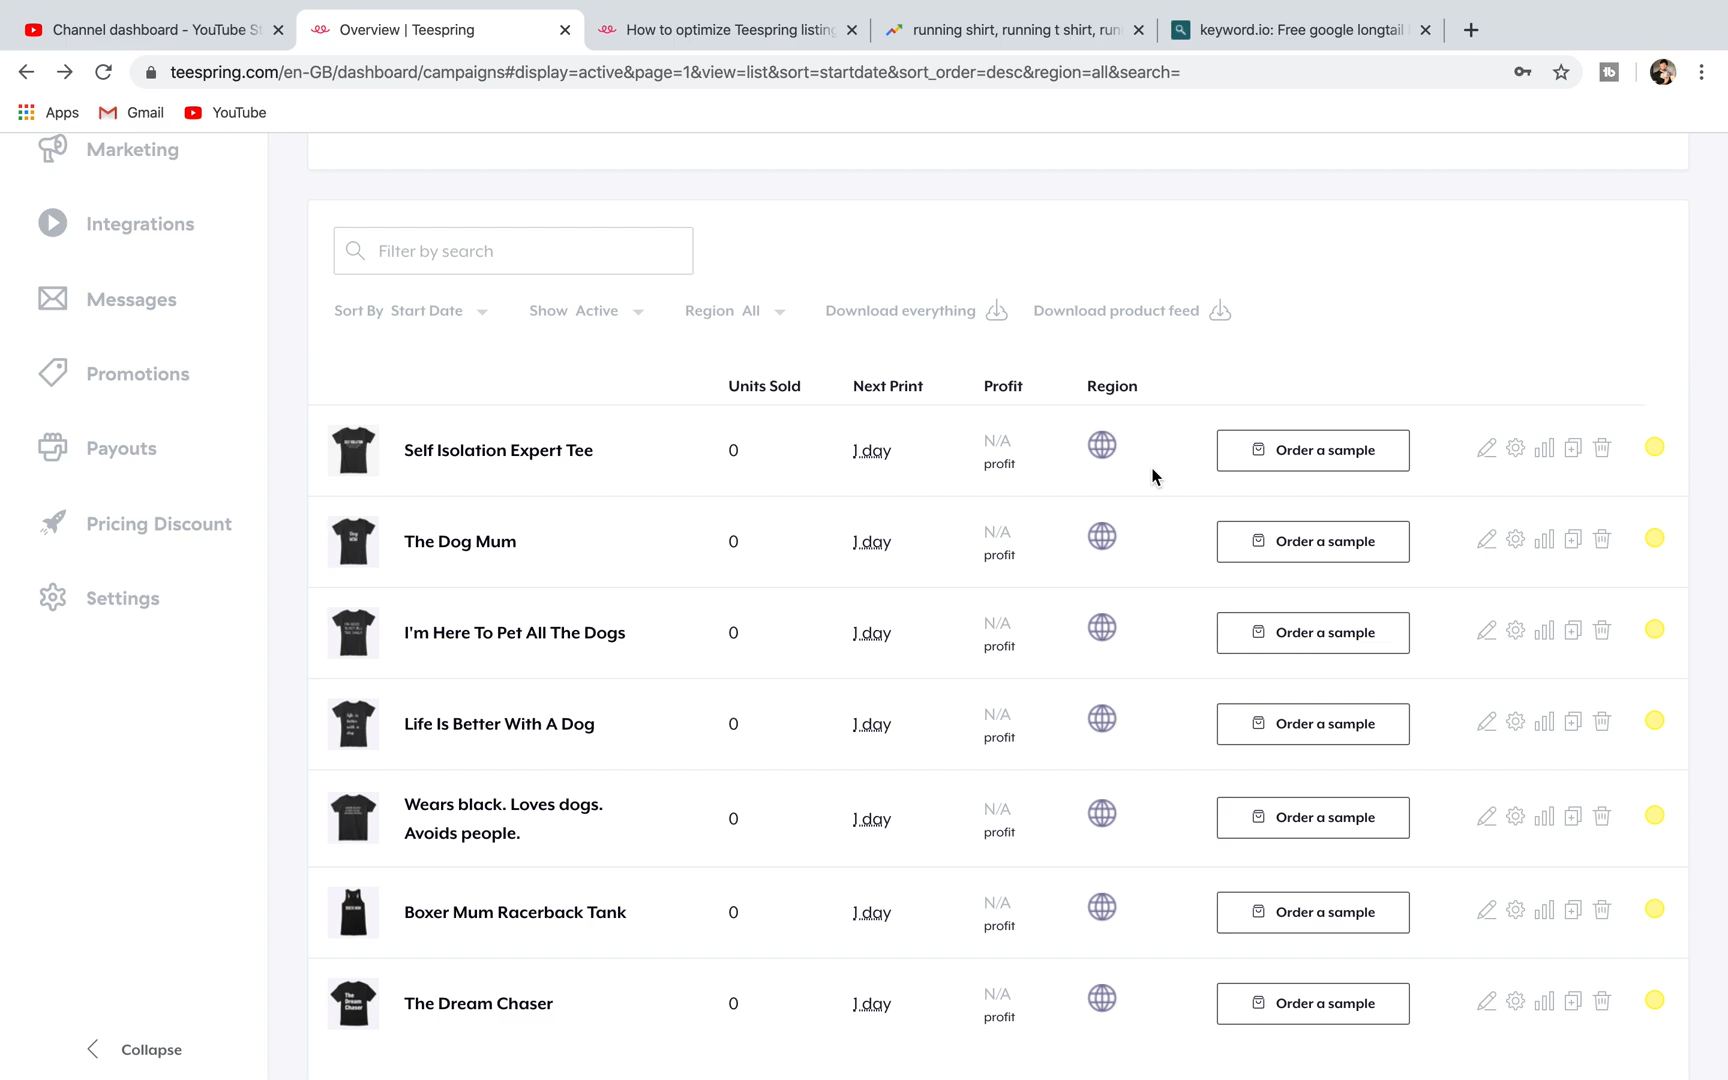 Channel dashboard - YouTube St
Overview | Teespring
How to optimize Teespring listing
running shirt, running t shirt, run
keyword.io: Free google longtail
teespring.com/en-GB/dashboard/campaigns#display=active&page=1&view=list&sort=startdate&sort_order=desc&region=all&search=
Apps
Gmail
YouTube
Marketing
Integrations
Messages
Promotions
Payouts
Pricing Discount
Settings
Collapse
Filter by search
Sort By Start Date
Show Active
Region All
Download everything
Download product feed
Units Sold Next Print Profit Region
Self Isolation Expert Tee 0 1 day N/A profit Order a sample
The Dog Mum 0 1 day N/A profit Order a sample
I'm Here To Pet All The Dogs 0 1 day N/A profit Order a sample
Life Is Better With A Dog 0 1 day N/A profit Order a sample
Wears black. Loves dogs.
Avoids people. 0 1 day N/A profit Order a sample
Boxer Mum Racerback Tank 0 1 day N/A profit Order a sample
The Dream Chaser 0 1 day N/A profit Order a sample